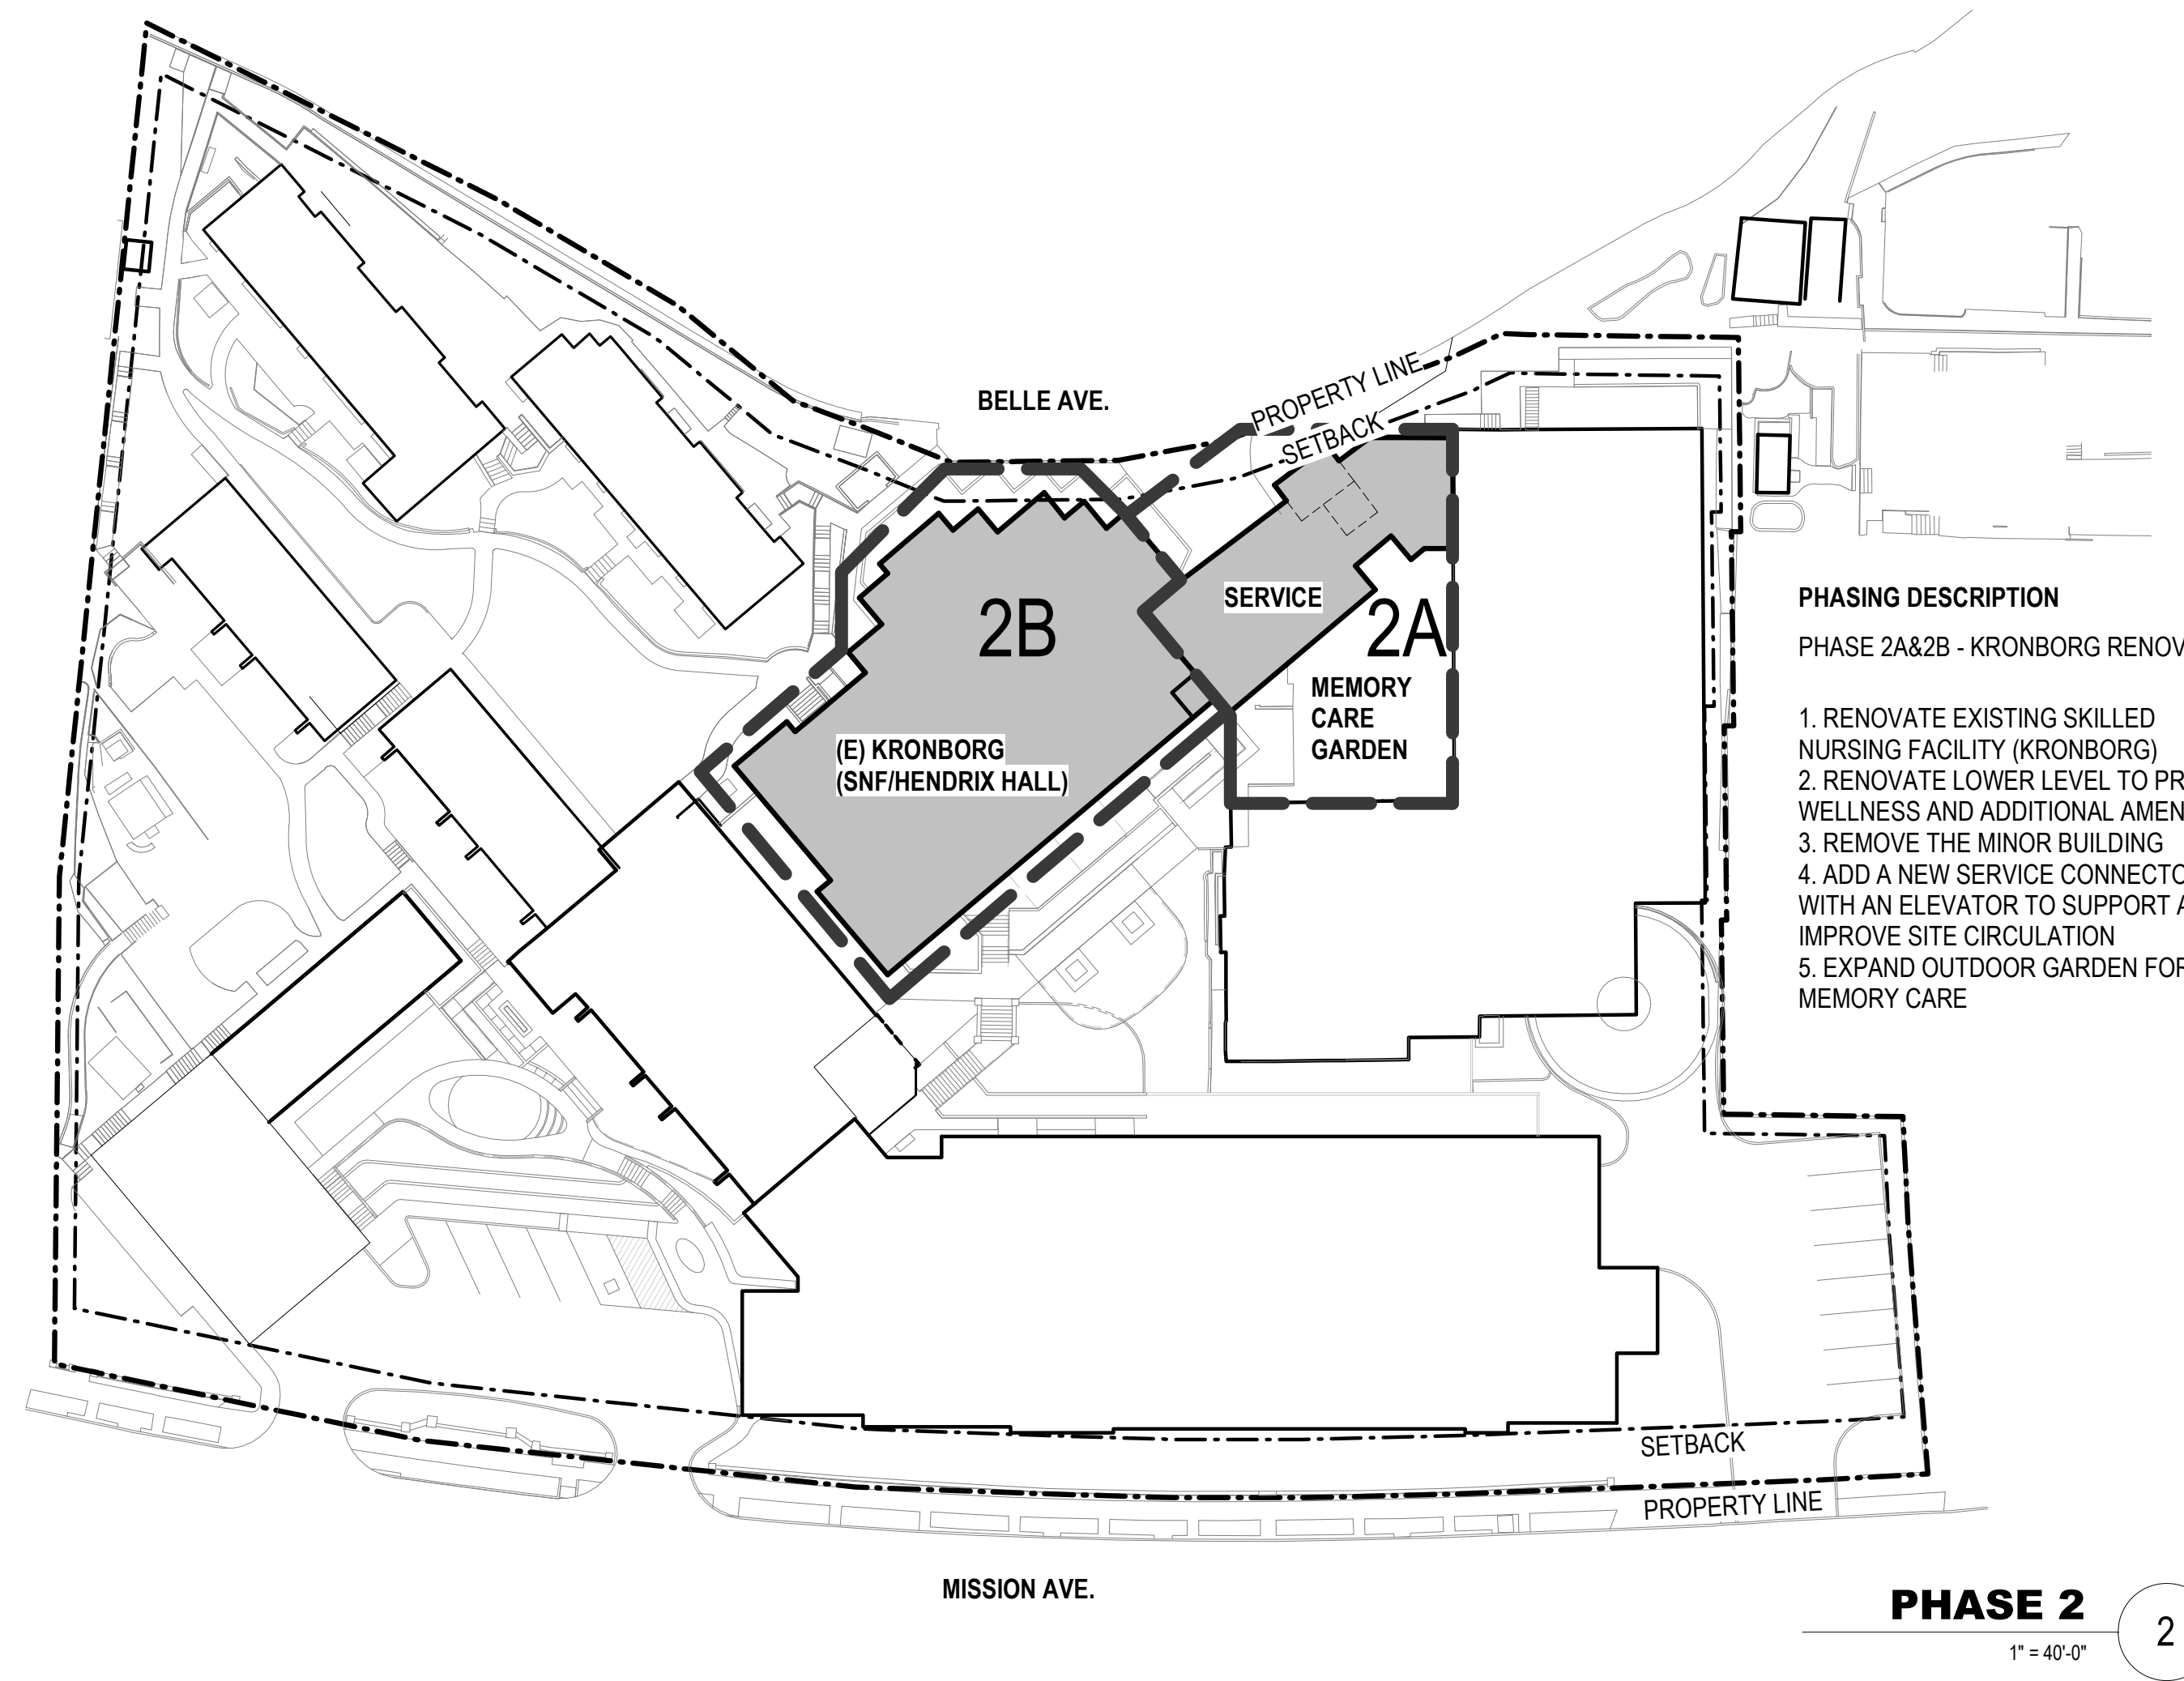 BELLE AVE.
PROPERTY LINE
SETBACK
SERVICE
2B
2A
MEMORY
CARE
GARDEN
(E) KRONBORG
(SNF/HENDRIX HALL)
PHASING DESCRIPTION
PHASE 2A&2B - KRONBORG RENOV
1. RENOVATE EXISTING SKILLED
NURSING FACILITY (KRONBORG)
2. RENOVATE LOWER LEVEL TO PR
WELLNESS AND ADDITIONAL AMEN
3. REMOVE THE MINOR BUILDING
4. ADD A NEW SERVICE CONNECTO
WITH AN ELEVATOR TO SUPPORT A
IMPROVE SITE CIRCULATION
5. EXPAND OUTDOOR GARDEN FOR
MEMORY CARE
SETBACK
PROPERTY LINE
MISSION AVE.
PHASE 2
1" = 40'-0"
2